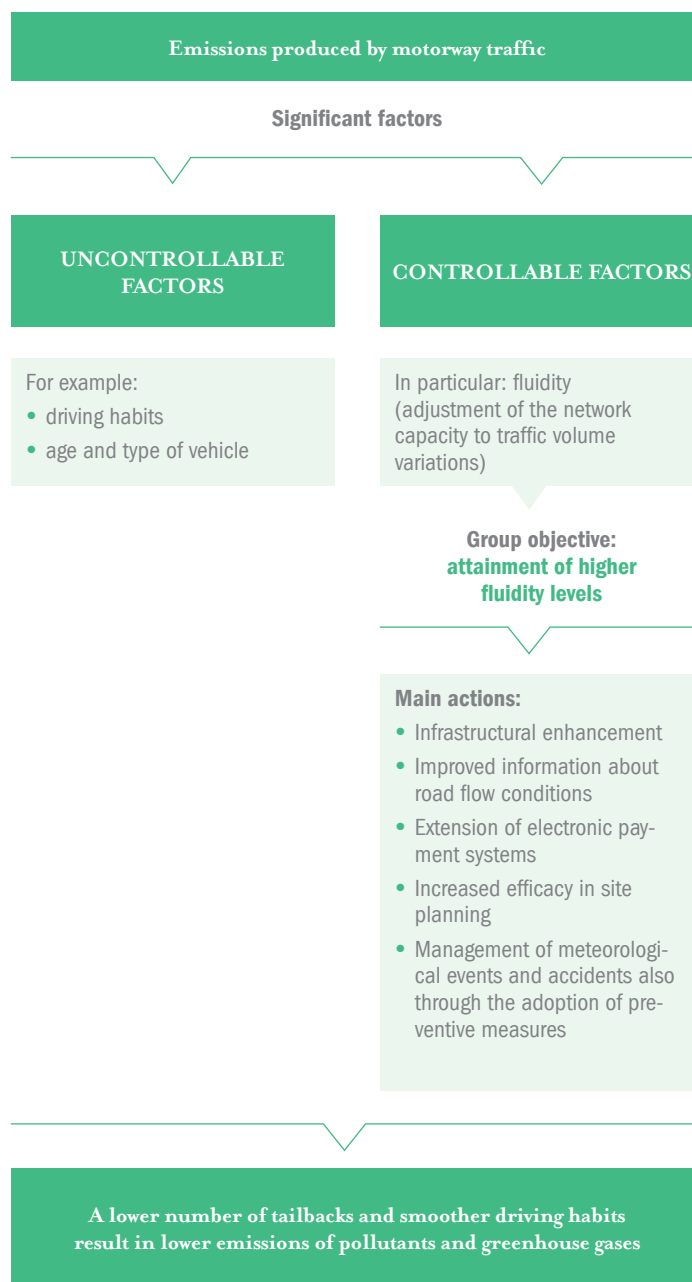 Emissions produced by motorway traffic
Significant factors
UNCONTROLLABLE
FACTORS
For example:
• driving habits
• age and type of vehicle
CONTROLLABLE FACTORS
In particular: fluidity
(adjustment of the network
capacity to traffic volume
variations)
Group objective:
attainment of higher
fluidity levels
Main actions:
• Infrastructural enhancement
• Improved information about
road flow conditions
• Extension of electronic pay-
ment systems
• Increased efficacy in site
planning
• Management of meteorologi-
cal events and accidents also
through the adoption of pre-
ventive measures
A lower number of tailbacks and smoother driving habits
result in lower emissions of pollutants and greenhouse gases